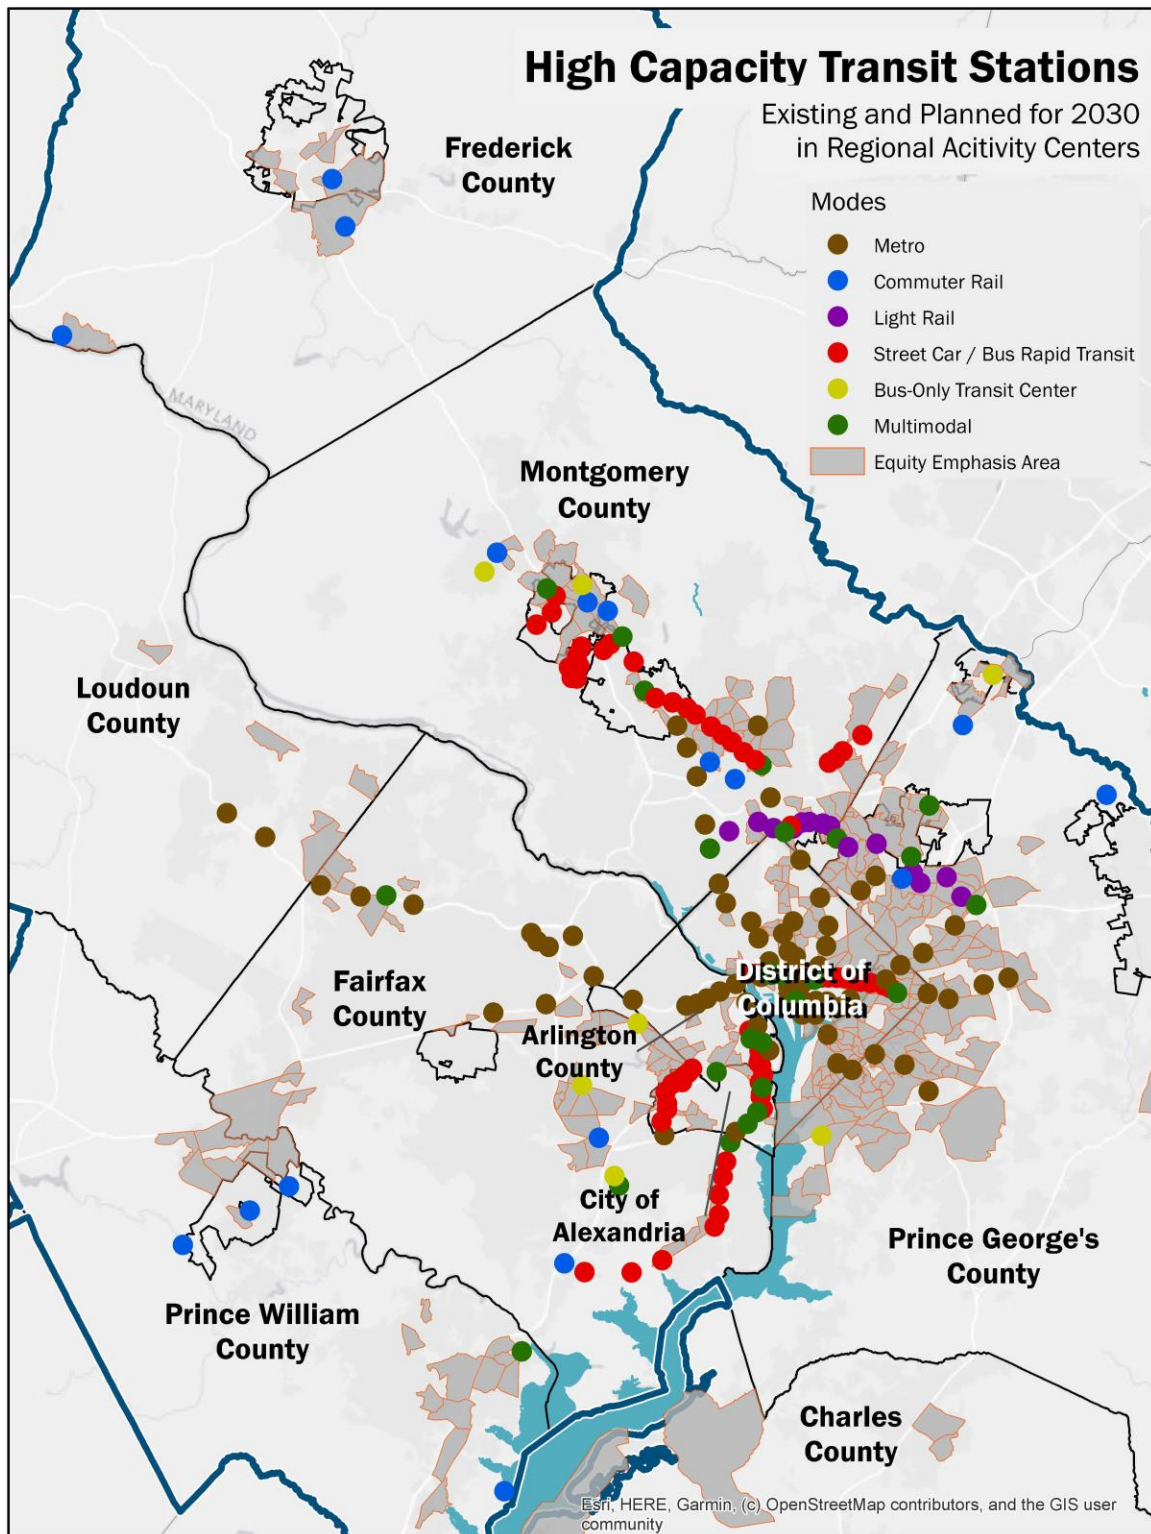 High Capacity Transit Stations
Existing and Planned for 2030
in Regional Acitivity Centers
Modes
Metro
Commuter Rail
Light Rail
Street Car / Bus Rapid Transit
Bus-Only Transit Center
Multimodal
Equity Emphasis Area
Frederick
County
MARYLAND
Montgomery
County
Loudoun
County
Fairfax
County
District of
Columbia
Arlington
County
City of
Alexandria
Prince George's
County
Prince William
County
Charles
County
Esri, HERE, Garmin, (c) OpenStreetMap contributors, and the GIS user
community